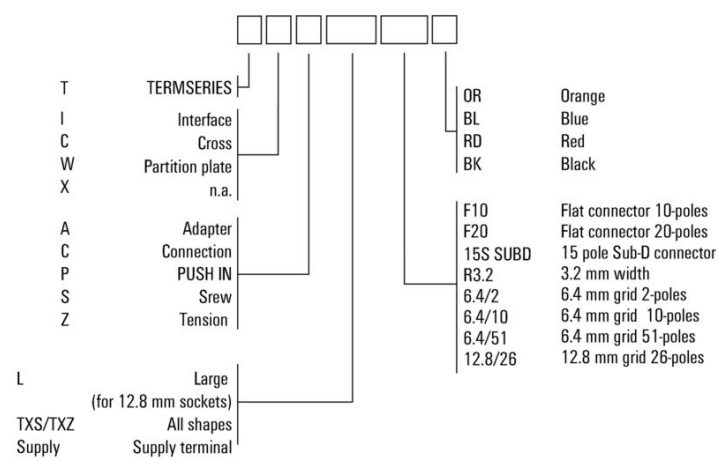 T TERMSERIES
I Interface
C Cross
W Partition plate
X n.a.
A Adapter
C Connection
P PUSH IN
S Srew
Z Tension
L Large
(for 12.8 mm sockets)
TXS/TXZ All shapes
Supply Supply terminal
OR Orange
BL Blue
RD Red
BK Black
F10 Flat connector 10-poles
F20 Flat connector 20-poles
15S SUBD 15 pole Sub-D connector
R3.2 3.2 mm width
6.4/2 6.4 mm grid 2-poles
6.4/10 6.4 mm grid 10-poles
6.4/51 6.4 mm grid 51-poles
12.8/26 12.8 mm grid 26-poles